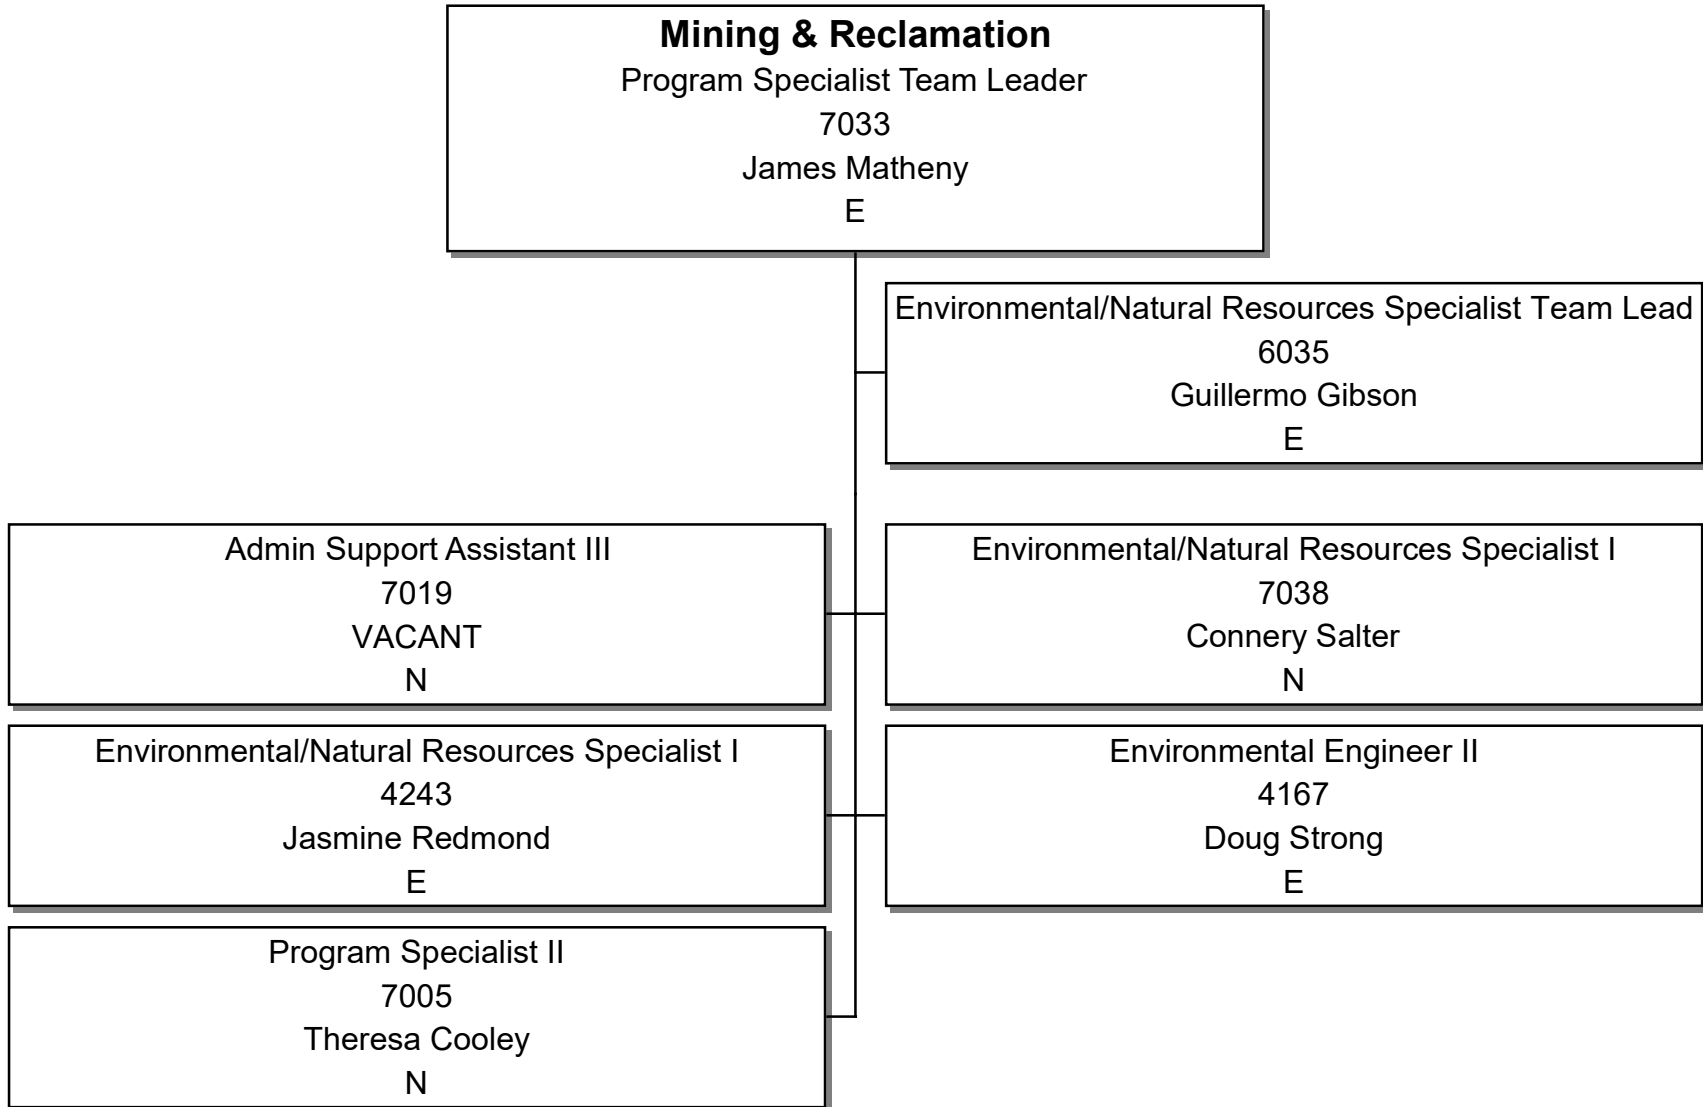 Mining & Reclamation
Program Specialist Team Leader
7033
James Matheny
E
Environmental/Natural Resources Specialist Team Lead
6035
Guillermo Gibson
E
Admin Support Assistant III
7019
VACANT
N
Environmental/Natural Resources Specialist I
7038
Connery Salter
N
Environmental/Natural Resources Specialist I
4243
Jasmine Redmond
E
Environmental Engineer II
4167
Doug Strong
E
Program Specialist II
7005
Theresa Cooley
N